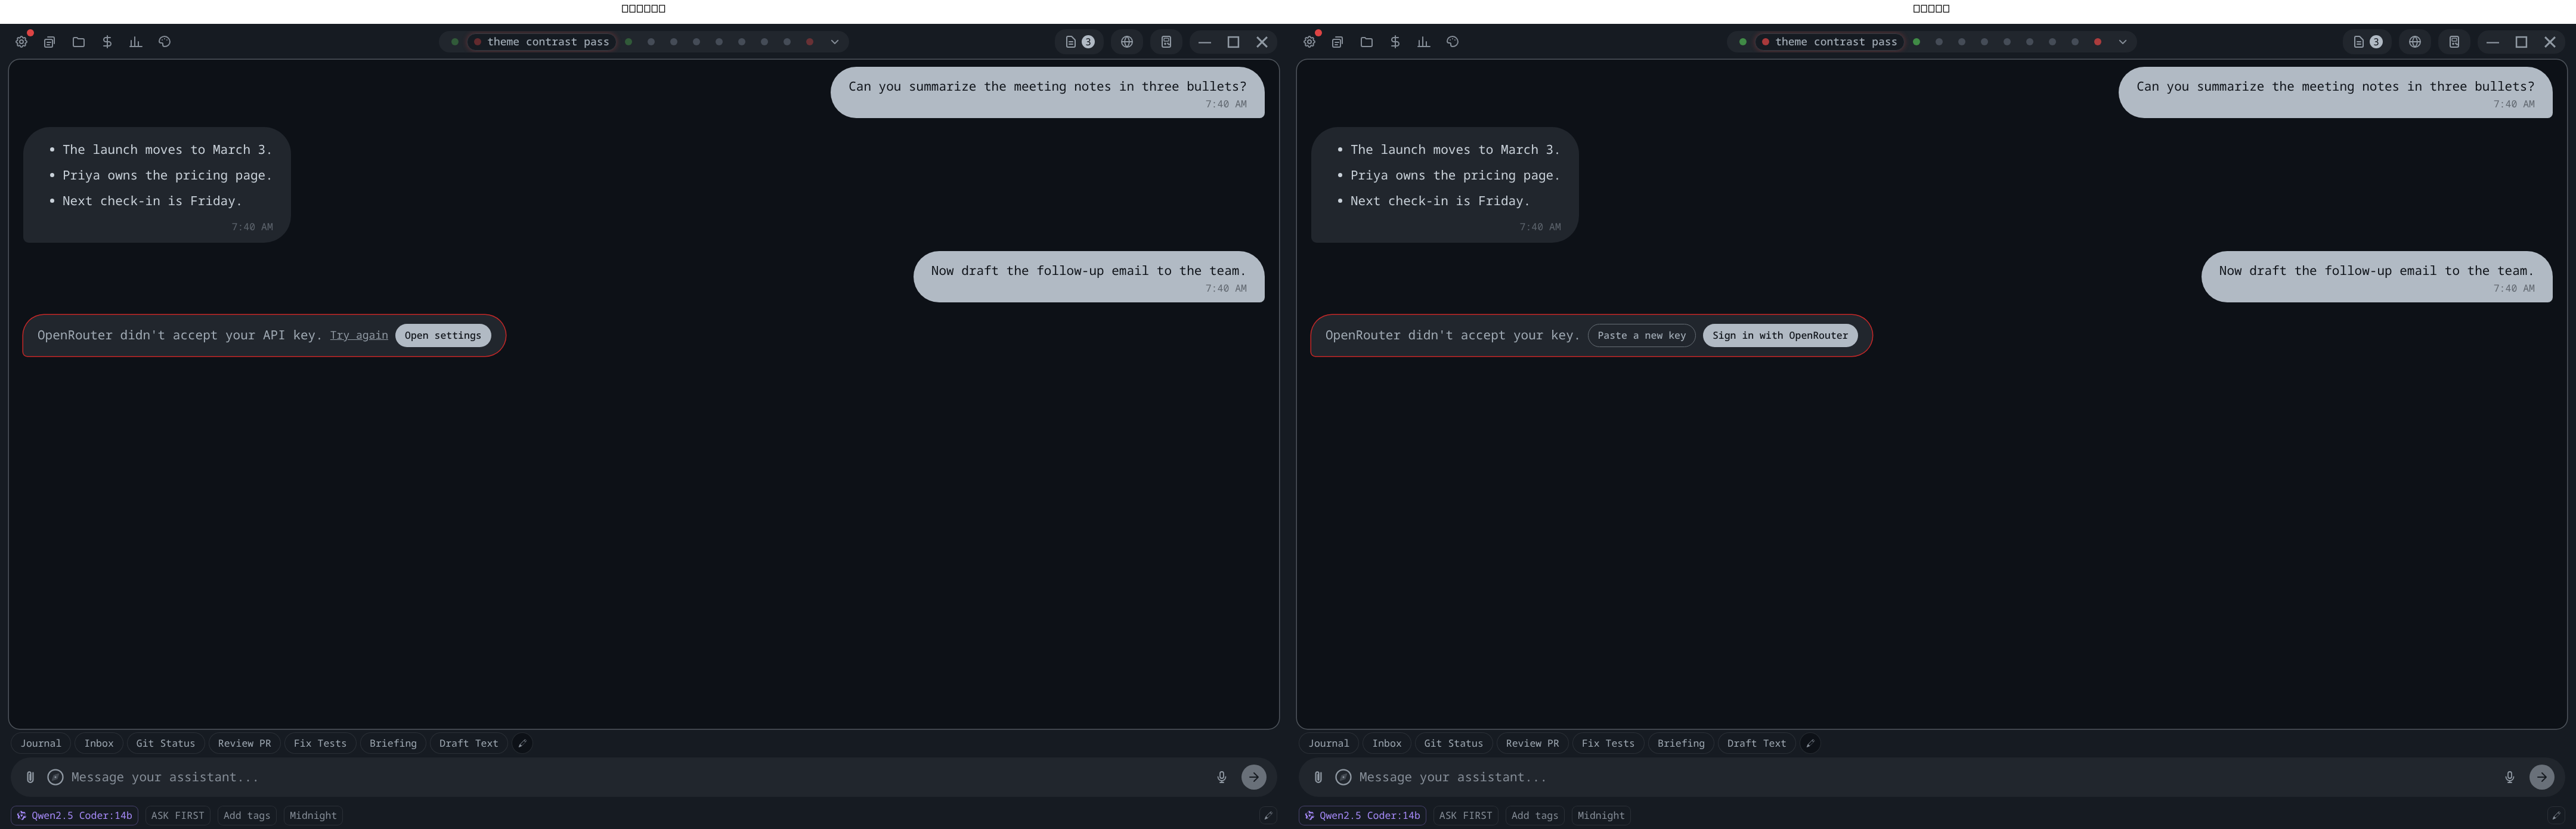 theme contrast pass
3
Can you summarize the meeting notes in three bullets?
7:40 AM
• The launch moves to March 3.
• Priya owns the pricing page.
• Next check-in is Friday.
7:40 AM
Now draft the follow-up email to the team.
7:40 AM
OpenRouter didn't accept your API key. Try again Open settings
Journal Inbox Git Status Review PR Fix Tests Briefing Draft Text
Message your assistant...
Qwen2.5 Coder:14b ASK FIRST Add tags Midnight
theme contrast pass
3
Can you summarize the meeting notes in three bullets?
7:40 AM
• The launch moves to March 3.
• Priya owns the pricing page.
• Next check-in is Friday.
7:40 AM
Now draft the follow-up email to the team.
7:40 AM
OpenRouter didn't accept your key. Paste a new key Sign in with OpenRouter
Journal Inbox Git Status Review PR Fix Tests Briefing Draft Text
Message your assistant...
Qwen2.5 Coder:14b ASK FIRST Add tags Midnight